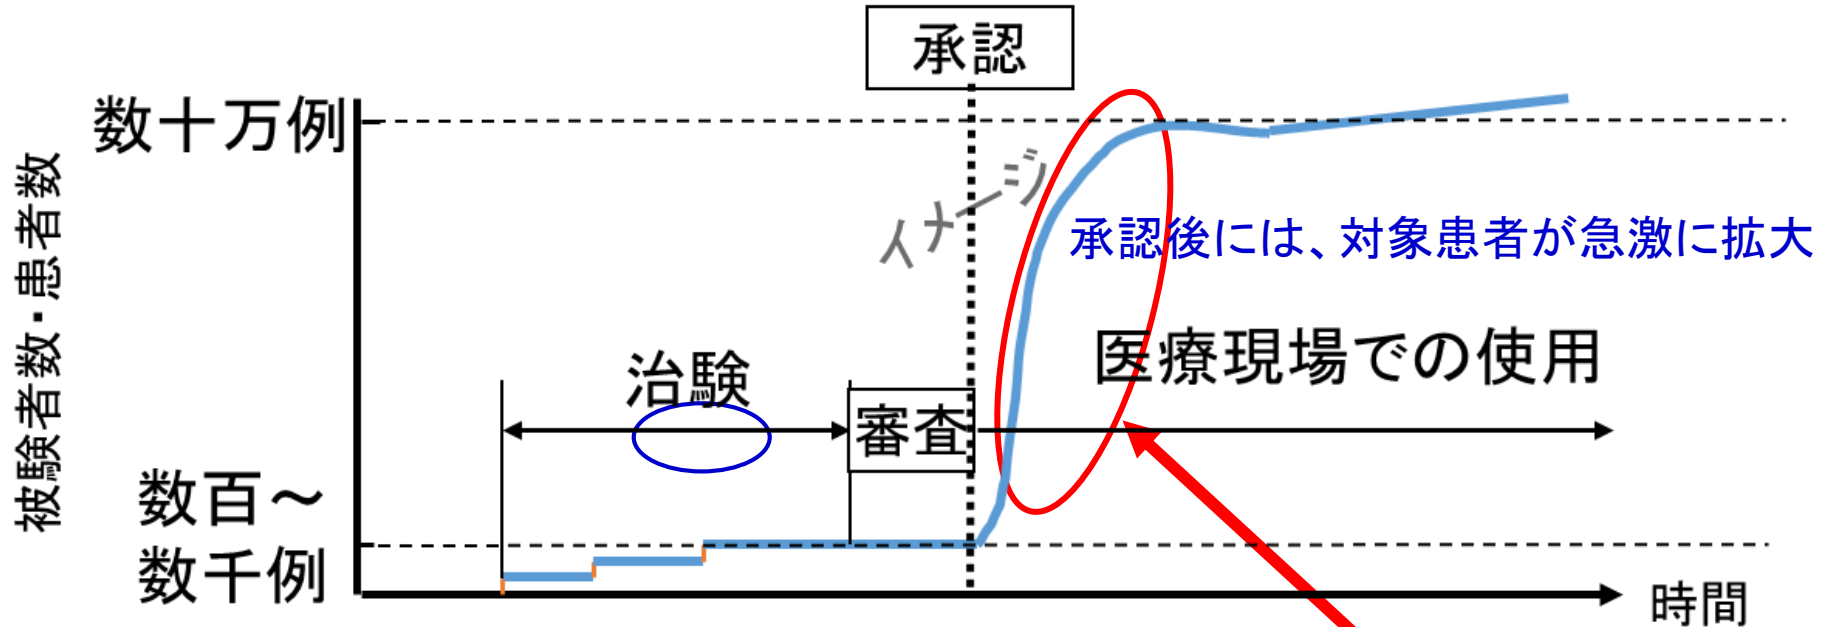 承認
数十万例
被験者数・患者数
イメージ
承認後には、対象患者が急激に拡大
医療現場での使用
治験
審査
数百～
数千例
時間